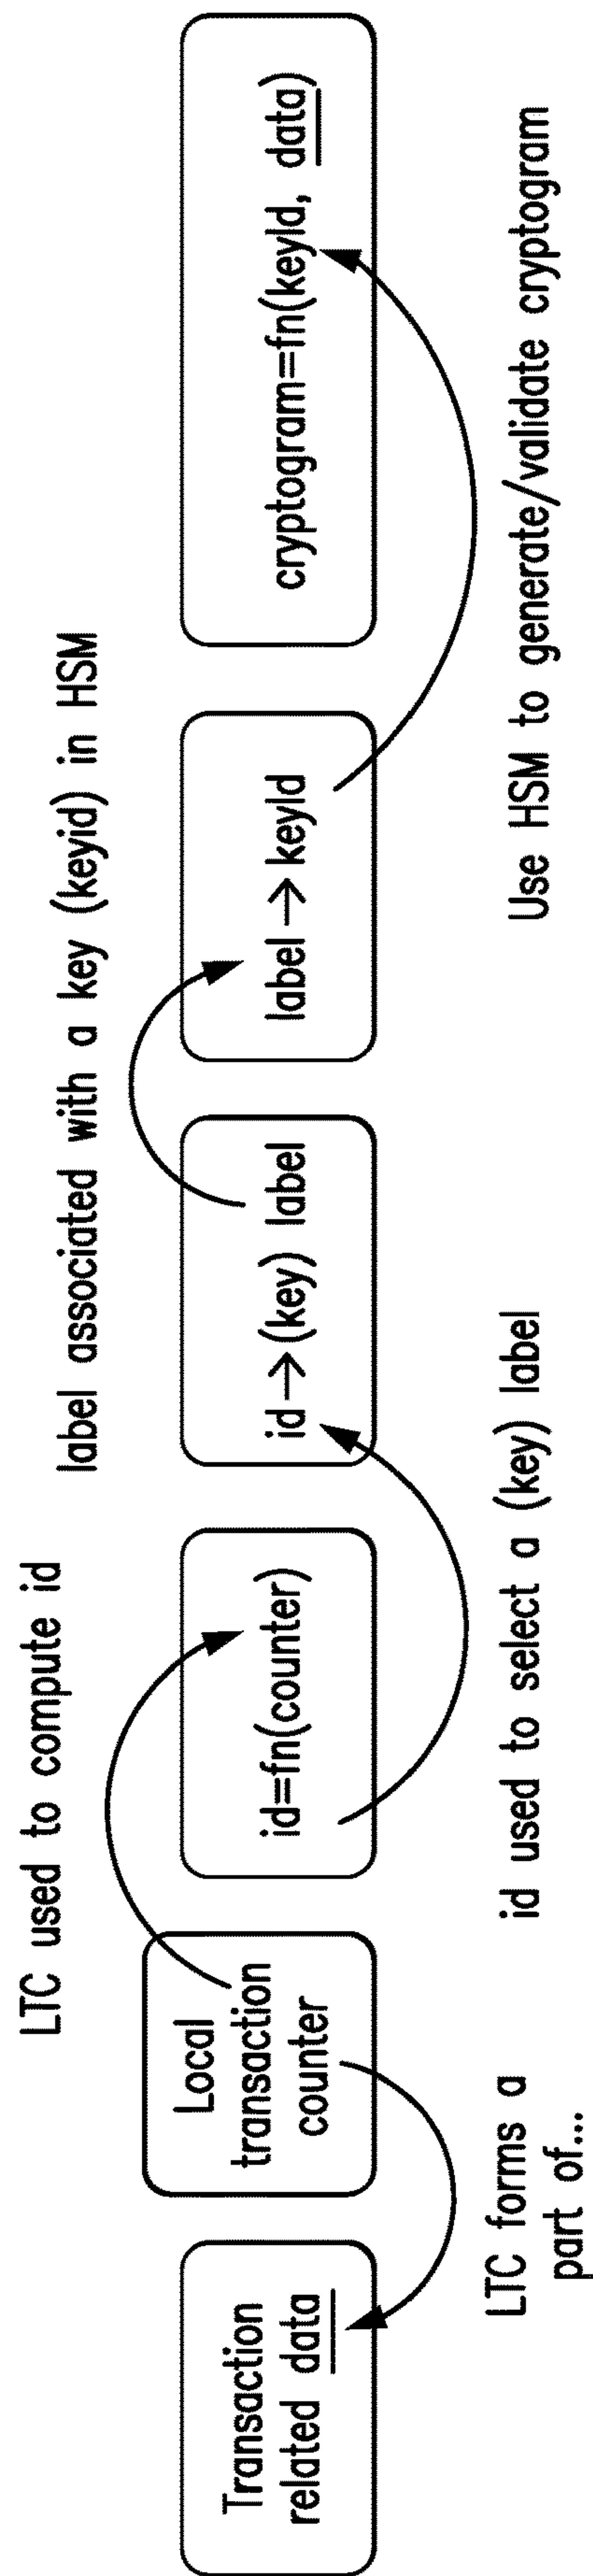 LTC used to compute id
label associated with a key (keyid) in HSM
Transaction
related data
Local
transaction
counter
id=fn(counter)
id→(key) label
label→keyId
cryptogram=fn(keyId, data)
LTC forms a
part of...
id used to select a (key) label
Use HSM to generate/validate cryptogram